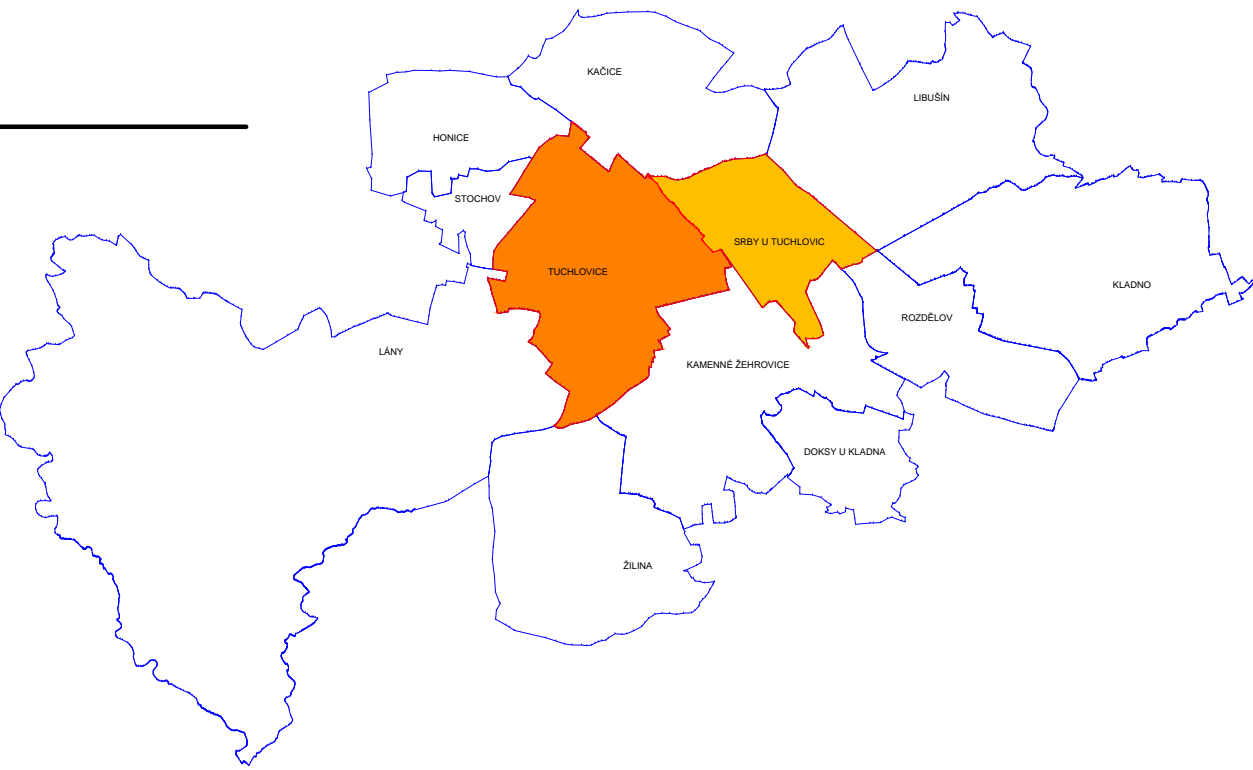 KAČICE
LIBUŠÍN
HONICE
STOCHOV
SRBY U TUCHLOVIC
TUCHLOVICE
KLADNO
ROZDĚLOV
LÁNY
KAMENNÉ ŽEHROVICE
DOKSY U KLADNA
ŽILINA